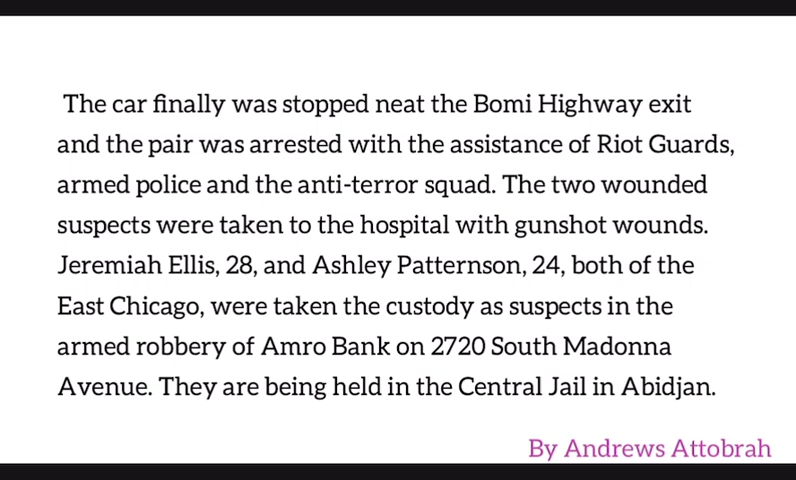 The car finally was stopped neat the Bomi Highway exit
and the pair was arrested with the assistance of Riot Guards,
armed police and the anti-terror squad. The two wounded
suspects were taken to the hospital with gunshot wounds.
Jeremiah Ellis, 28, and Ashley Patternson, 24, both of the
East Chicago, were taken the custody as suspects in the
armed robbery of Amro Bank on 2720 South Madonna
Avenue. They are being held in the Central Jail in Abidjan.
By Andrews Attobrah